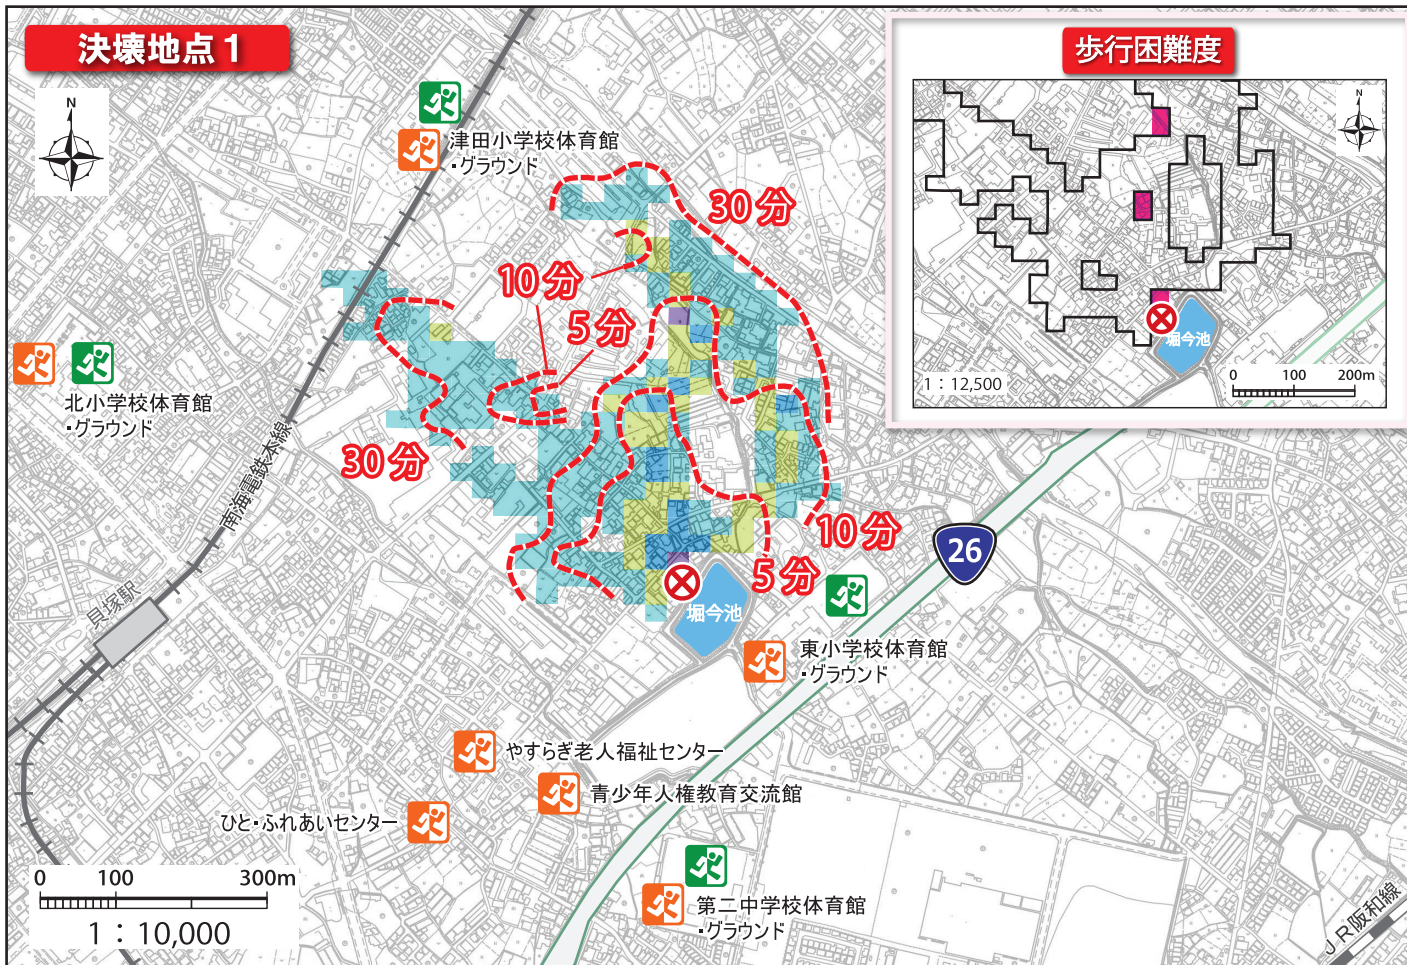 決壊地点1
歩行困難度
N
N
津田小学校体育館
・グラウンド
30分
10分
5分
堀今池
1：12,500
0 100 200m
北小学校体育館
・グラウンド
30分
南海電鉄本線
10分
26
5分
貝塚駅
堀今池
東小学校体育館
・グラウンド
やすらぎ老人福祉センター
青少年人権教育交流館
ひと・ふれあいセンター
0 100 300m
1：10,000
第二中学校体育館
・グラウンド
JR阪和線